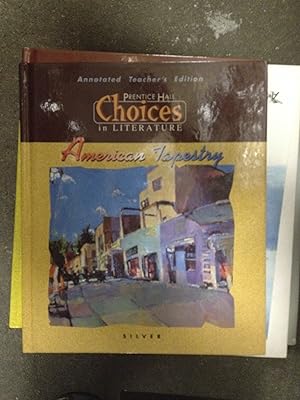 Annotated Teacher's Edition
PRENTICE HALL
Choices
in LITERATURE
American Tapestry
SILVER